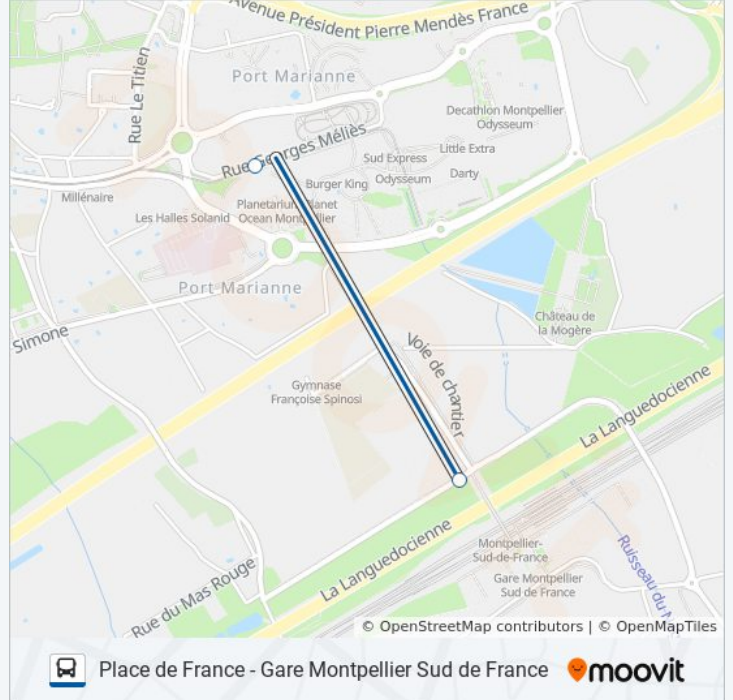 Avenue Président Pierre Mendès France
Port Marianne
Rue Le Titien
Decathlon Montpellier
Odysseum
Rue Georges Méliès
Little Extra
Sud Express
Darty
Burger King
Odysseum
Millénaire
Planetarium Planet
Ocean Montpellier
Les Halles Solanid
Port Marianne
Château de
la Mogère
Simone
Voie de chantier
Gymnase
Françoise Spinosi
La Languedocienne
La Languedocienne
Montpellier-
Sud-de-France
Gare Montpellier
Sud de France
Ruisseau du
Rue du Mas Rouge
© OpenStreetMap contributors | © OpenMapTiles
Place de France - Gare Montpellier Sud de France
moovit